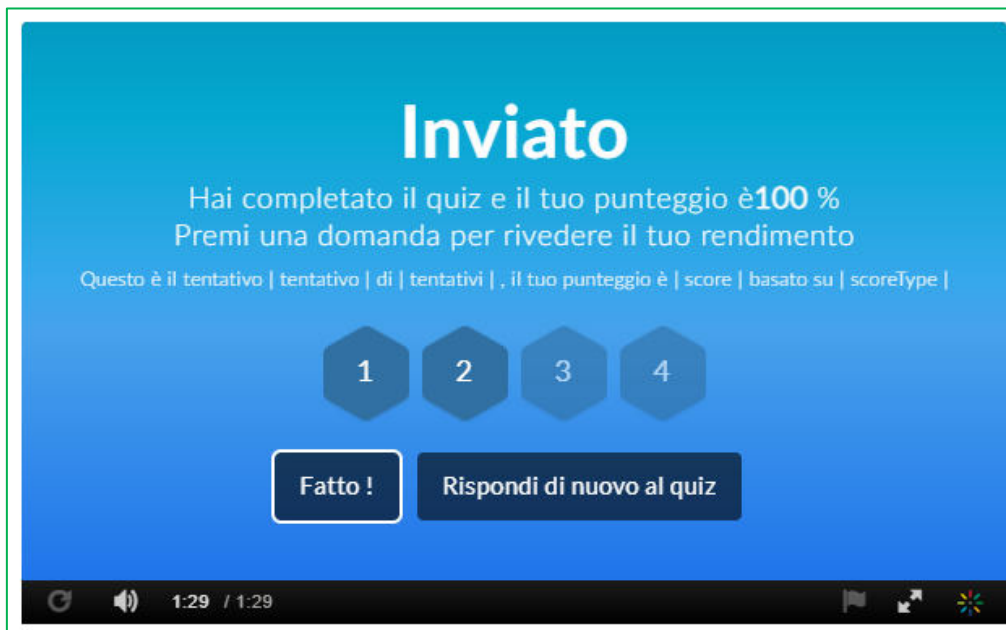 Inviato
Hai completato il quiz e il tuo punteggio è100 %
Premi una domanda per rivedere il tuo rendimento
Questo è il tentativo | tentativo | di | tentativi | , il tuo punteggio è | score | basato su | scoreType |
1 2 3 4
Fatto ! Rispondi di nuovo al quiz
1:29 / 1:29